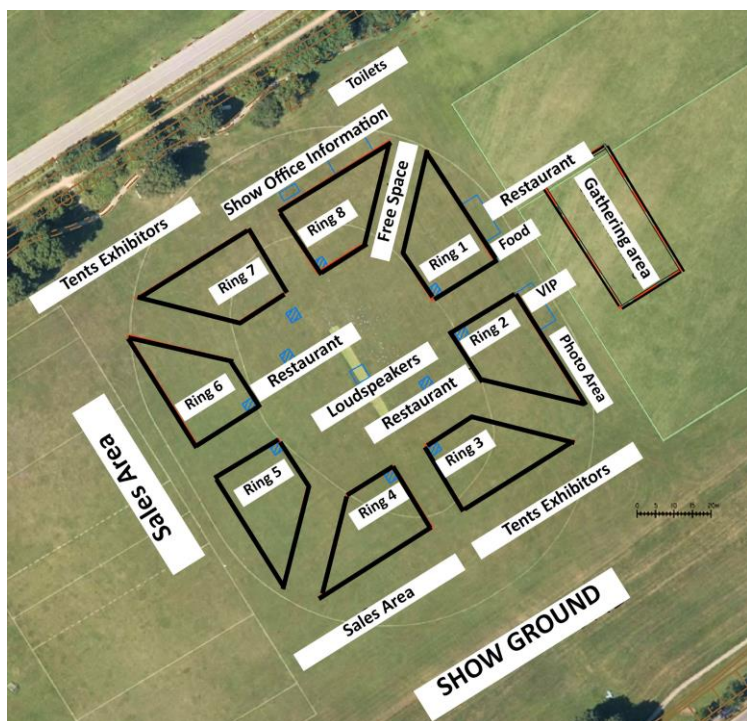 Toilets
Show Office Information
Free Space
Restaurant
Gathering area
Tents Exhibitors
Ring 8
Ring 1
Food
Ring 7
VIP
Ring 2
Photo Area
Restaurant
Loudspeakers
Restaurant
Ring 6
Sales Area
Ring 5
Ring 3
Ring 4
Tents Exhibitors
0 5 10 15 20m
Sales Area
SHOW GROUND